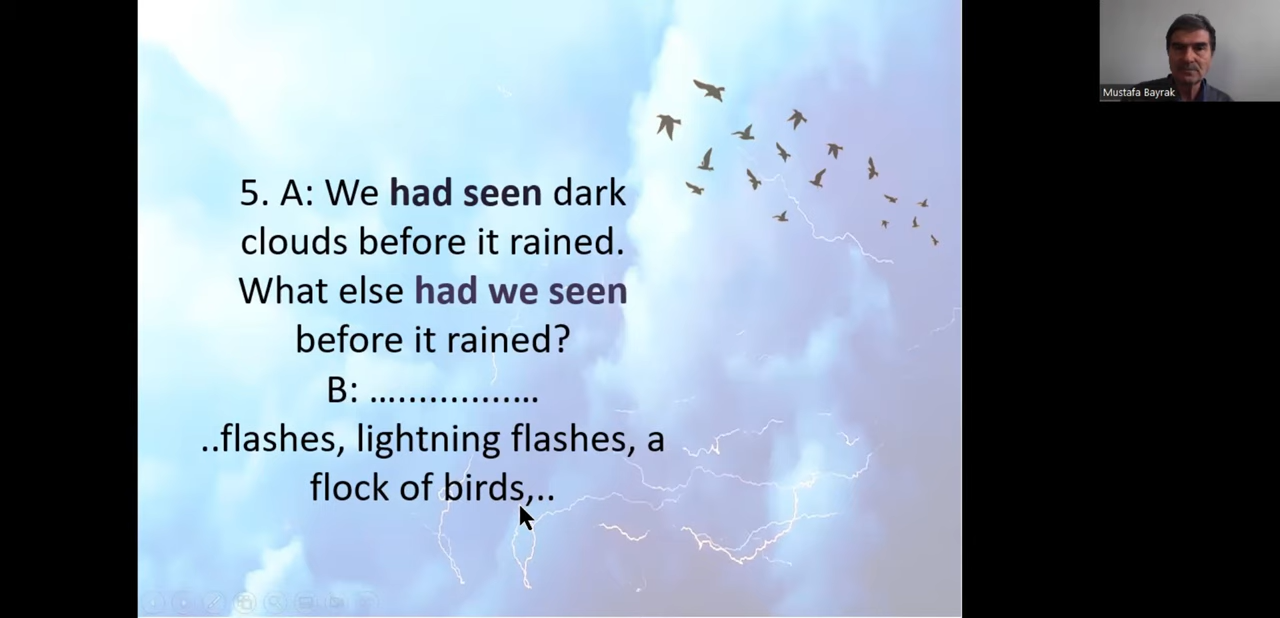 5. A: We had seen dark
clouds before it rained.
What else had we seen
before it rained?
B: .................
..flashes, lightning flashes, a
flock of birds,..
Mustafa Bayrak